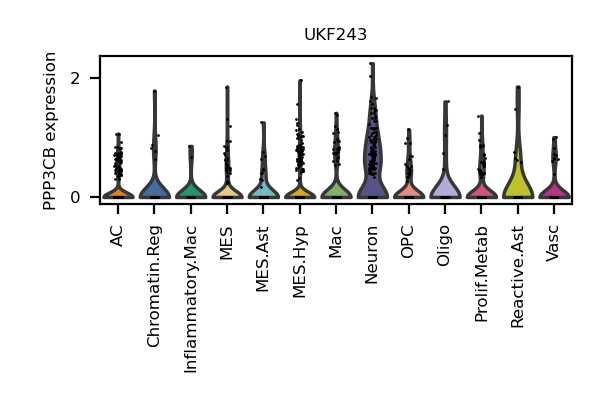 UKF243
PPP3CB expression
2
0
AC
Chromatin.Reg
Inflammatory.Mac
MES
MES.Ast
MES.Hyp
Mac
Neuron
OPC
Oligo
Prolif.Metab
Reactive.Ast
Vasc